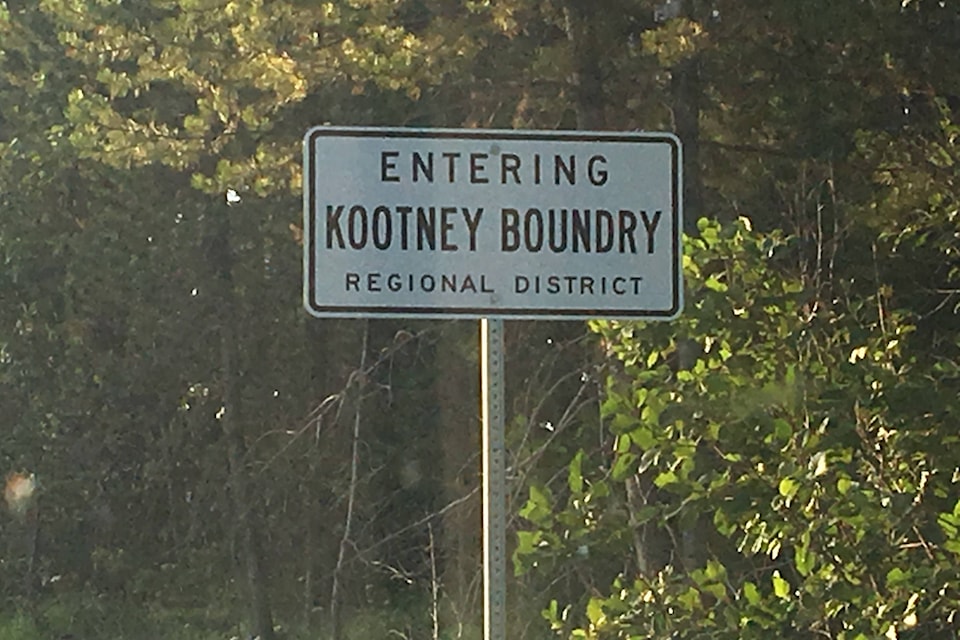 ENTERING
KOOTNEY BOUNDRY
REGIONAL DISTRICT